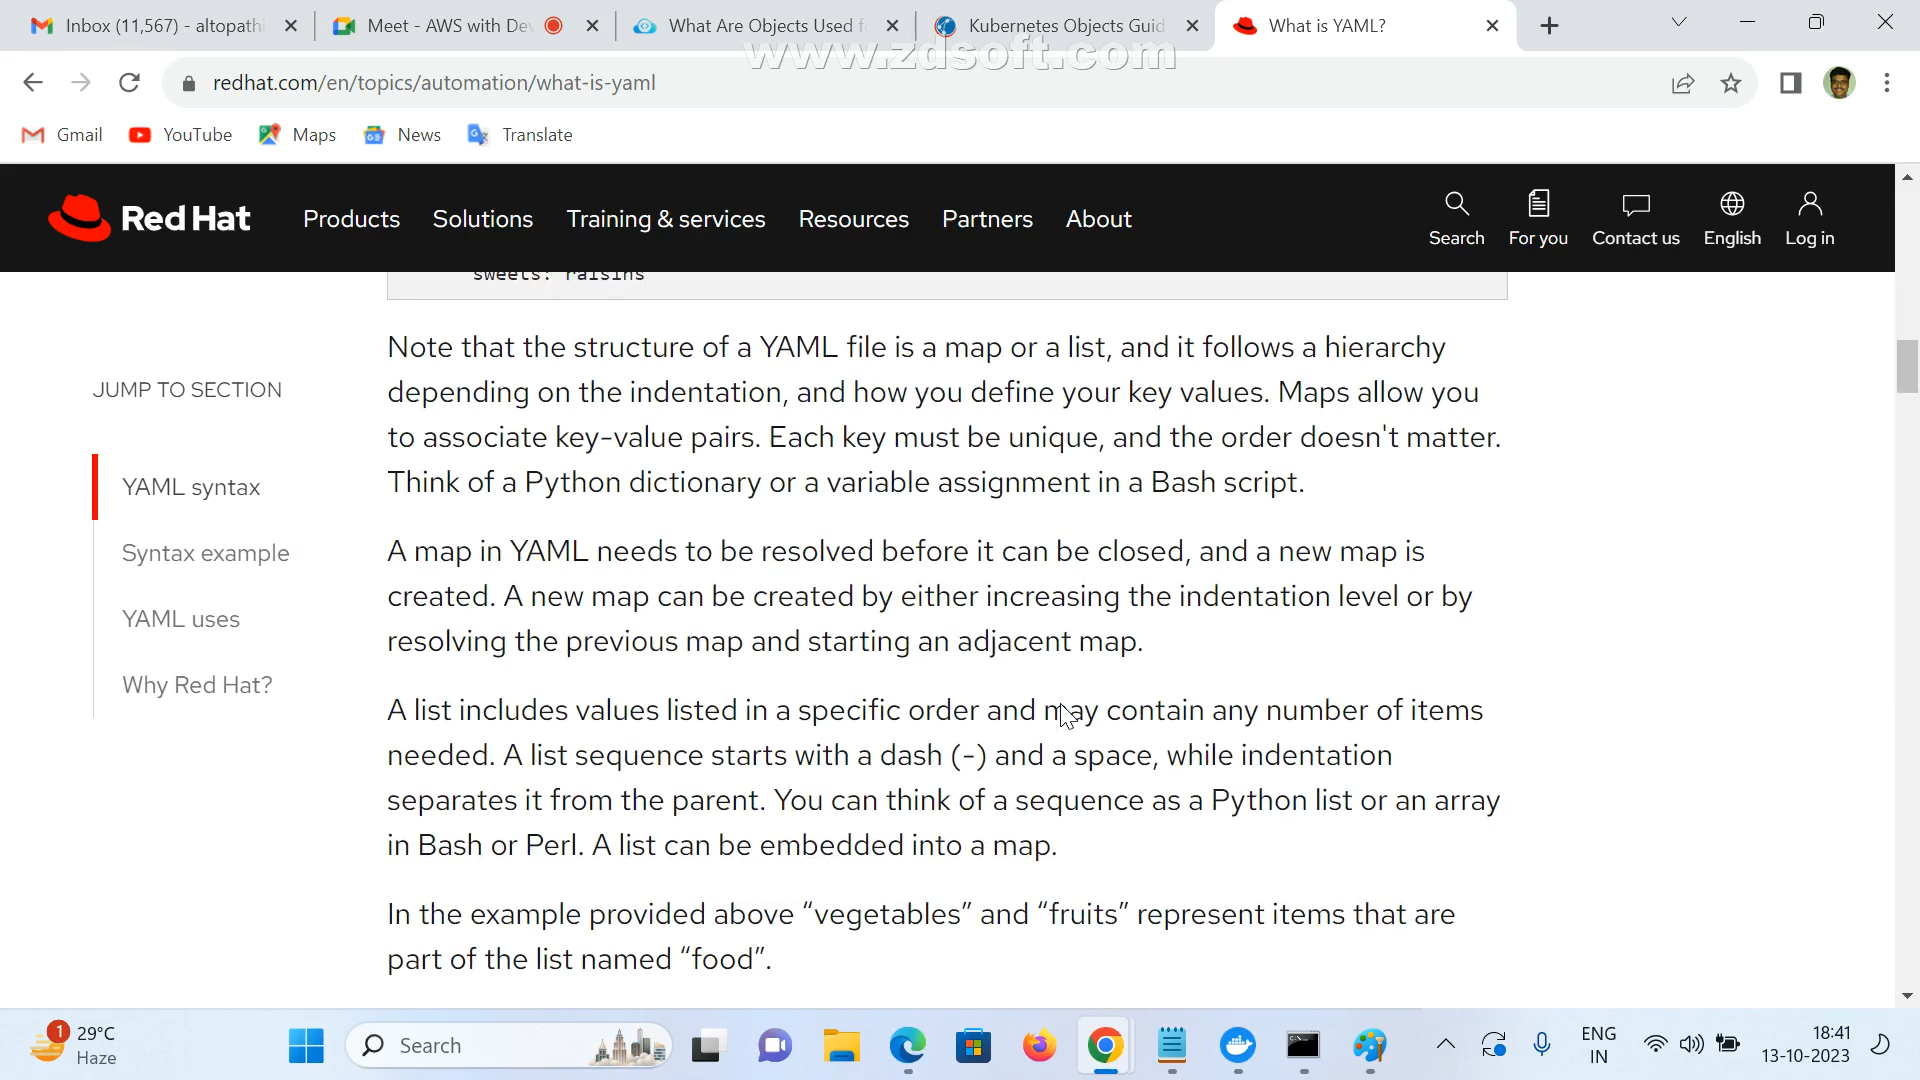 Inbox (11,567) - altopathi
Meet - AWS with Dev
What Are Objects Used f
Kubernetes Objects Guid
What is YAML?
www.zdsoft.com
redhat.com/en/topics/automation/what-is-yaml
Gmail
YouTube
Maps
News
Translate
Red Hat
Products
Solutions
Training & services
Resources
Partners
About
Search
For you
Contact us
English
Log in
sweets: raisins
JUMP TO SECTION
YAML syntax
Syntax example
YAML uses
Why Red Hat?
Note that the structure of a YAML file is a map or a list, and it follows a hierarchy
depending on the indentation, and how you define your key values. Maps allow you
to associate key-value pairs. Each key must be unique, and the order doesn't matter.
Think of a Python dictionary or a variable assignment in a Bash script.
A map in YAML needs to be resolved before it can be closed, and a new map is
created. A new map can be created by either increasing the indentation level or by
resolving the previous map and starting an adjacent map.
A list includes values listed in a specific order and may contain any number of items
needed. A list sequence starts with a dash (-) and a space, while indentation
separates it from the parent. You can think of a sequence as a Python list or an array
in Bash or Perl. A list can be embedded into a map.
In the example provided above “vegetables” and “fruits” represent items that are
part of the list named “food”.
1
29°C
Haze
Search
ENG
IN
18:41
13-10-2023